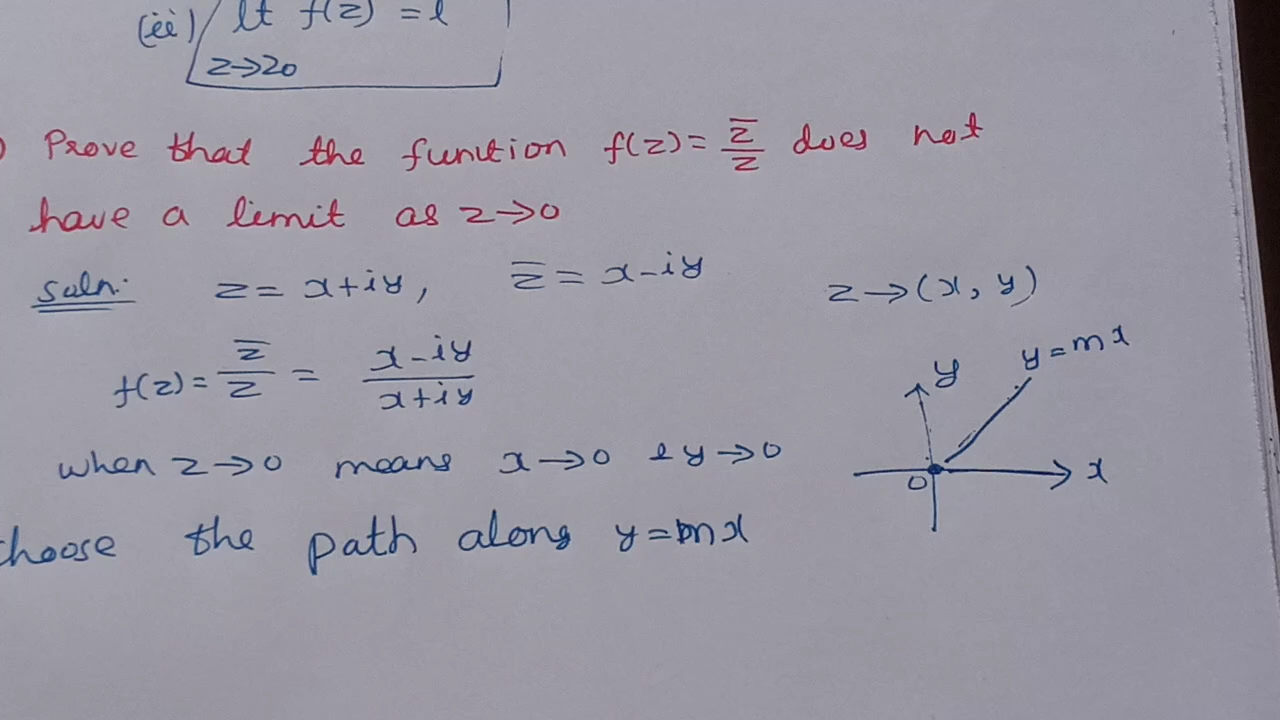 (ii) lt f(z) = l
z→z0
) Prove that the function f(z) = z̅/z does not
have a limit as z→0
Soln: z = x+iy, z̅ = x-iy
z→(x, y)
f(z) = z̅/z = x-iy/x+iy
y
y=mx
0
x
when z→0 means x→0 & y→0
choose the path along y=mx